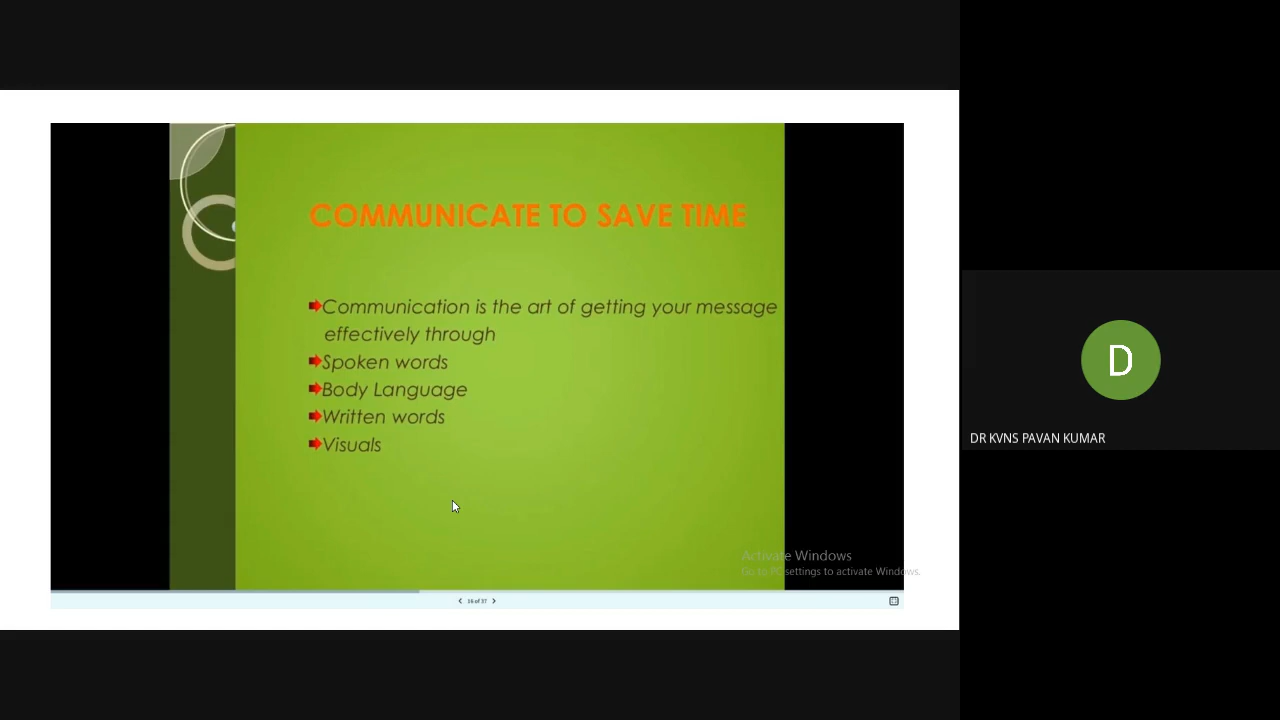 COMMUNICATE TO SAVE TIME
Communication is the art of getting your message
effectively through
Spoken words
Body Language
Written words
Visuals
Activate Windows
Go to PC settings to activate Windows.
16 of 37
D
DR KVNS PAVAN KUMAR